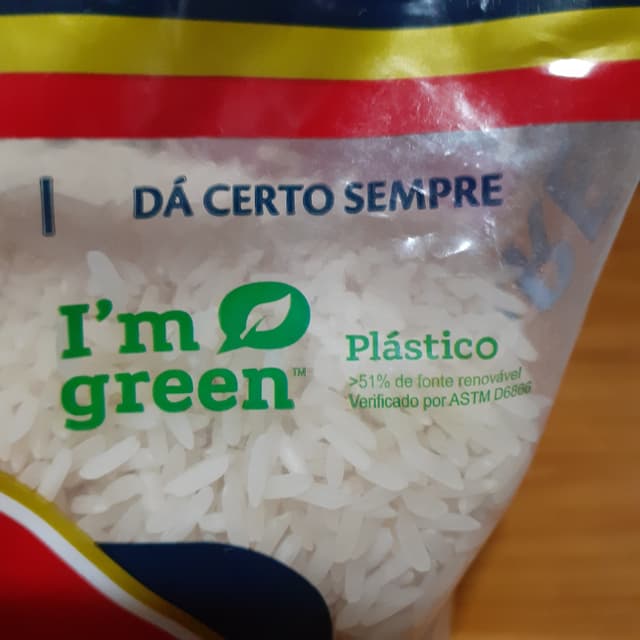 DÁ CERTO SEMPRE
I'm
green™
Plástico
>51% de fonte renovável
Verificado por ASTM D6866